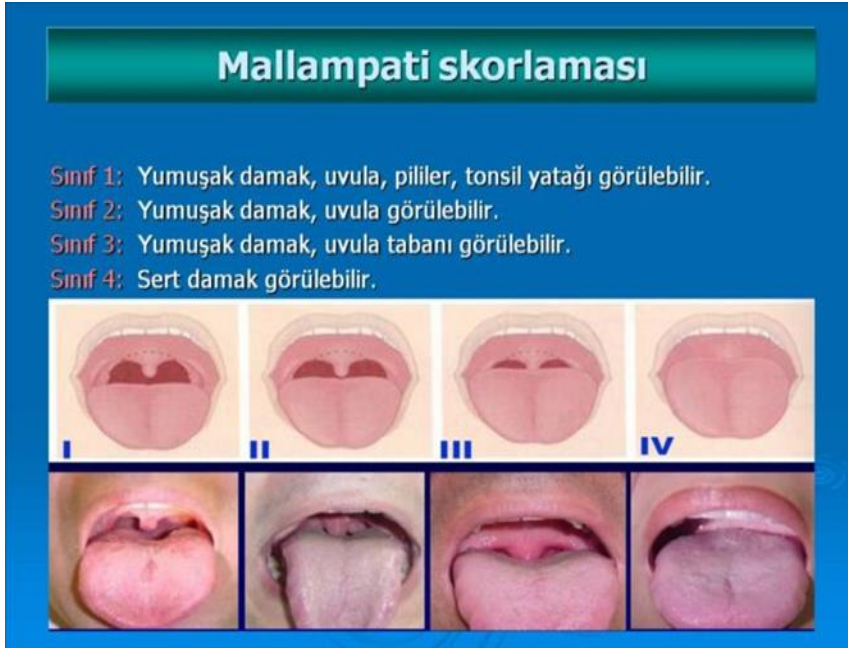 Mallampati skorlaması
Sınıf 1: Yumuşak damak, uvula, pililer, tonsil yatağı görülebilir.
Sınıf 2: Yumuşak damak, uvula görülebilir.
Sınıf 3: Yumuşak damak, uvula tabanı görülebilir.
Sınıf 4: Sert damak görülebilir.
I II III IV